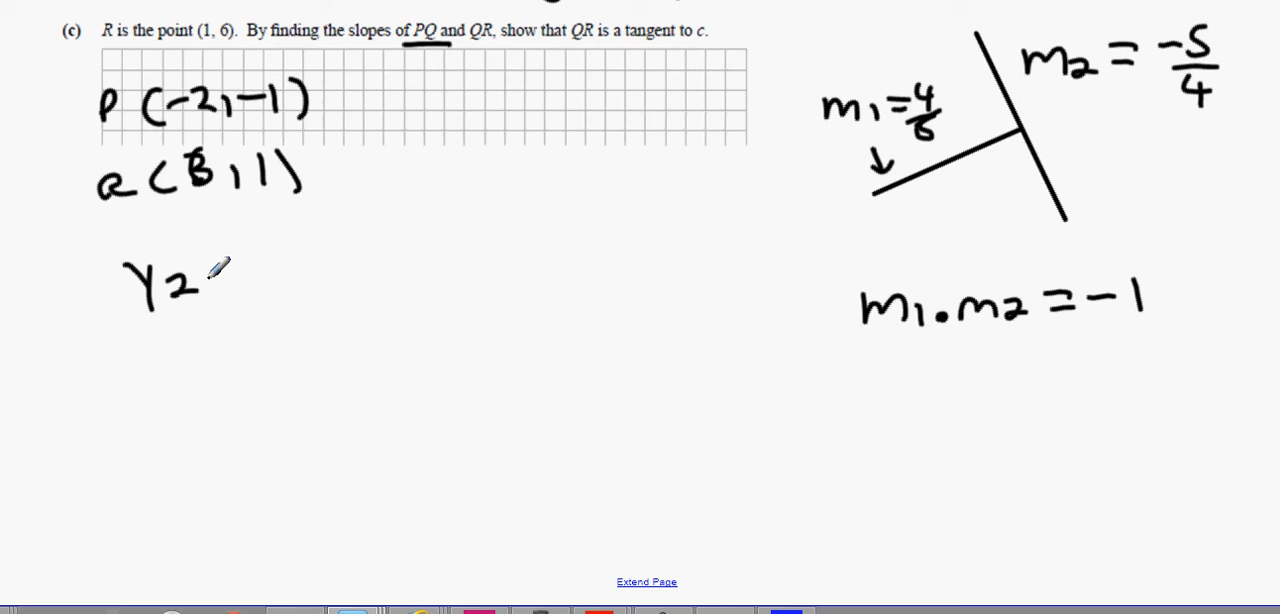 (c) R is the point (1, 6). By finding the slopes of PQ and QR, show that QR is a tangent to c.
m2 = -5/4
m1 = 4/5
P (-2, -1)
Q (3, 1)
Y2
m1 . m2 = -1
Extend Page